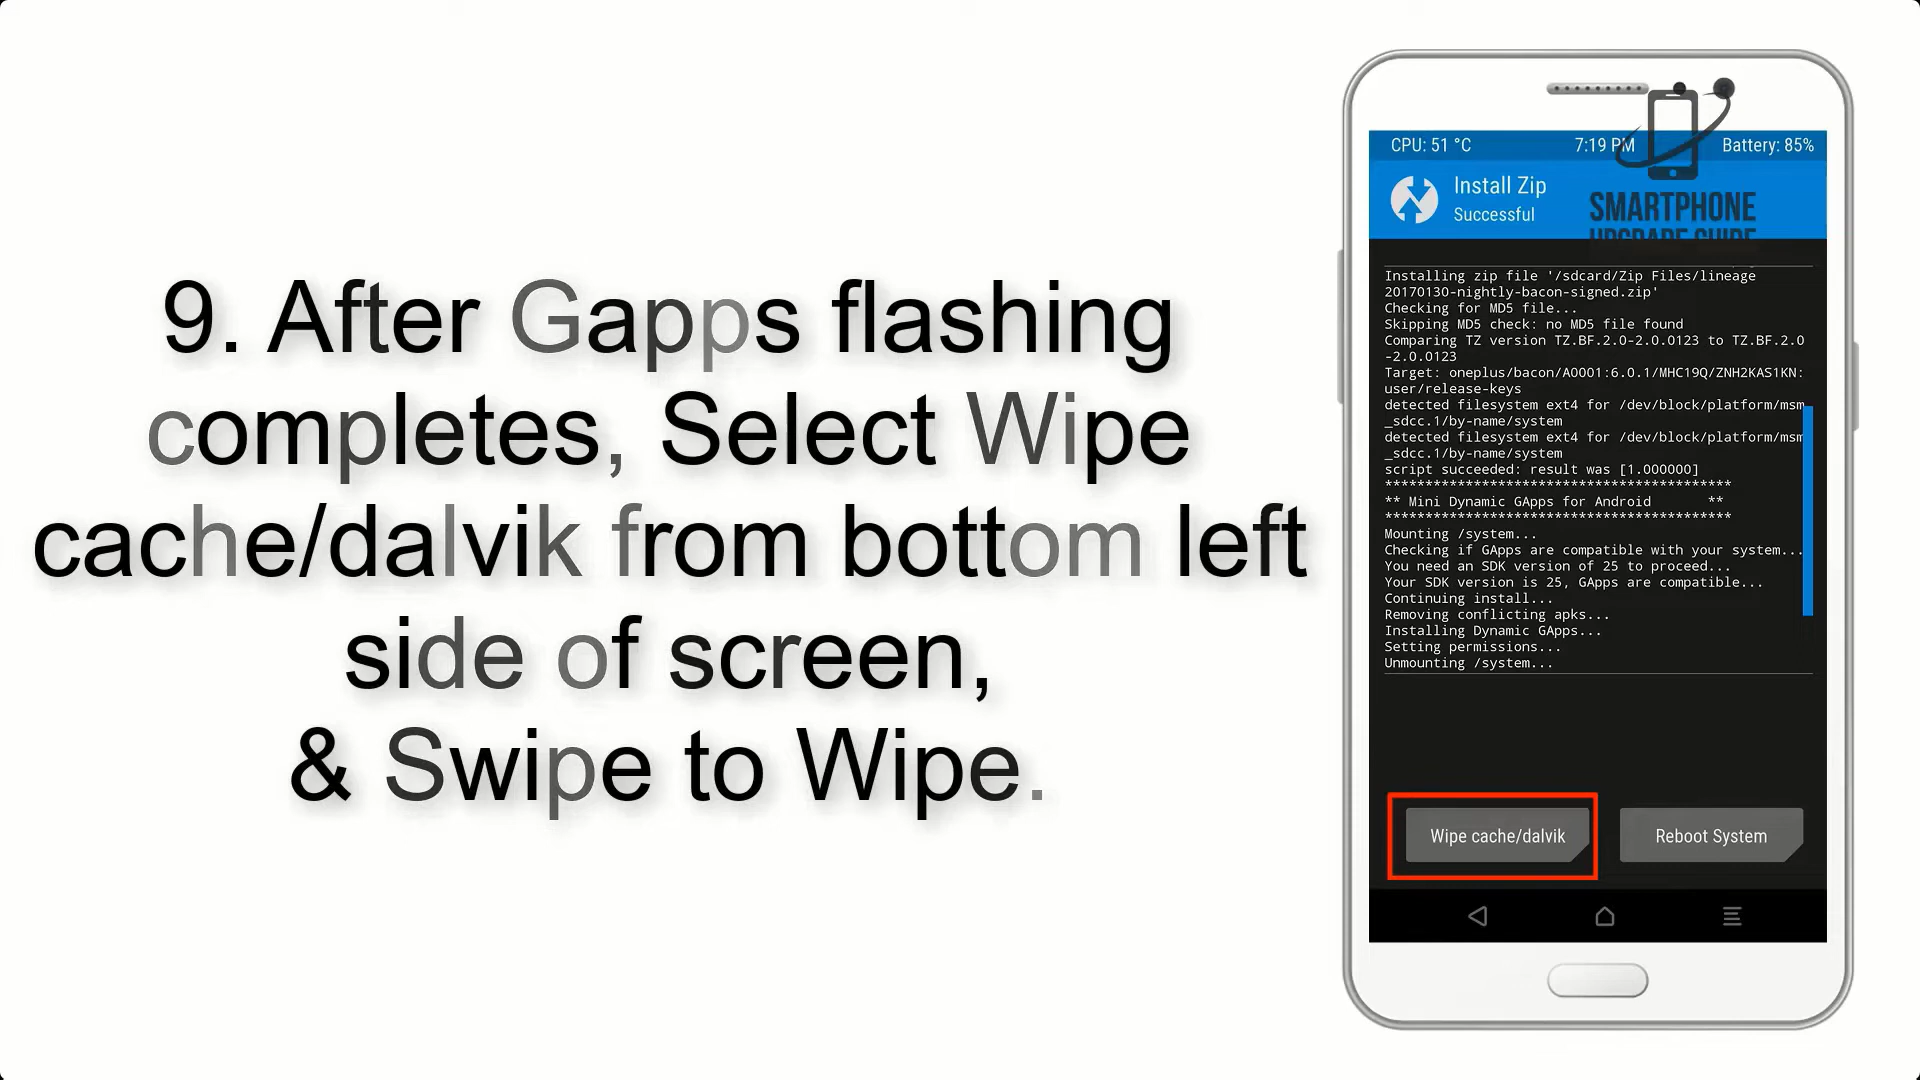 9. After Gapps flashing
completes, Select Wipe
cache/dalvik from bottom left
side of screen,
& Swipe to Wipe.
CPU: 51 °C
7:19 PM
Battery: 85%
Install Zip
Successful
SMARTPHONE
UPGRADE GUIDE
Installing zip file '/sdcard/Zip Files/lineage
20170130-nightly-bacon-signed.zip'
Checking for MD5 file...
Skipping MD5 check: no MD5 file found
Comparing TZ version TZ.BF.2.0-2.0.0123 to TZ.BF.2.0
-2.0.0123
Target: oneplus/bacon/A0001:6.0.1/MHC19Q/ZNH2KAS1KN:
user/release-keys
detected filesystem ext4 for /dev/block/platform/msm
_sdcc.1/by-name/system
detected filesystem ext4 for /dev/block/platform/msm
_sdcc.1/by-name/system
script succeeded: result was [1.000000]
*******************************************
** Mini Dynamic GApps for Android **
*******************************************
Mounting /system...
Checking if GApps are compatible with your system...
You need an SDK version of 25 to proceed...
Your SDK version is 25, GApps are compatible...
Continuing install...
Removing conflicting apks...
Installing Dynamic GApps...
Setting permissions...
Unmounting /system...
Wipe cache/dalvik
Reboot System